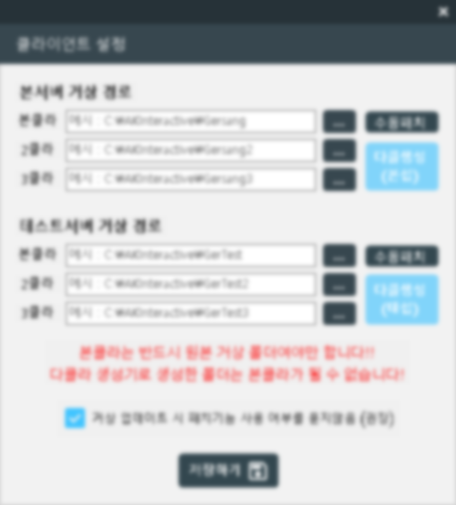 클라이언트 설정
본서버 거상 경로
본클라 예시 : C:\AKInteractive\Gersang ... 수동패치
2클라 예시 : C:\AKInteractive\Gersang2 ... 다클생성
3클라 예시 : C:\AKInteractive\Gersang3 ... (본섭)
테스트서버 거상 경로
본클라 예시 : C:\AKInteractive\GerTest ... 수동패치
2클라 예시 : C:\AKInteractive\GerTest2 ... 다클생성
3클라 예시 : C:\AKInteractive\GerTest3 ... (테섭)
본클라는 반드시 원본 거상 폴더여야만 합니다!!
다클라 생성기로 생성한 폴더는 본클라가 될 수 없습니다!
거상 업데이트 시 패치기능 사용 여부를 묻지않음 (권장)
저장하기